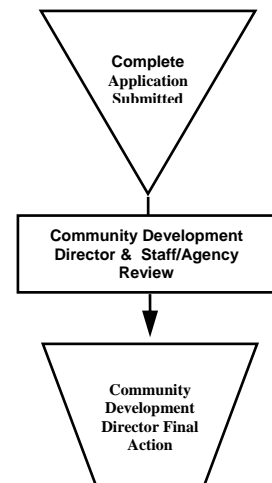 Complete
Application
Submitted
Community Development
Director & Staff/Agency
Review
Community
Development
Director Final
Action